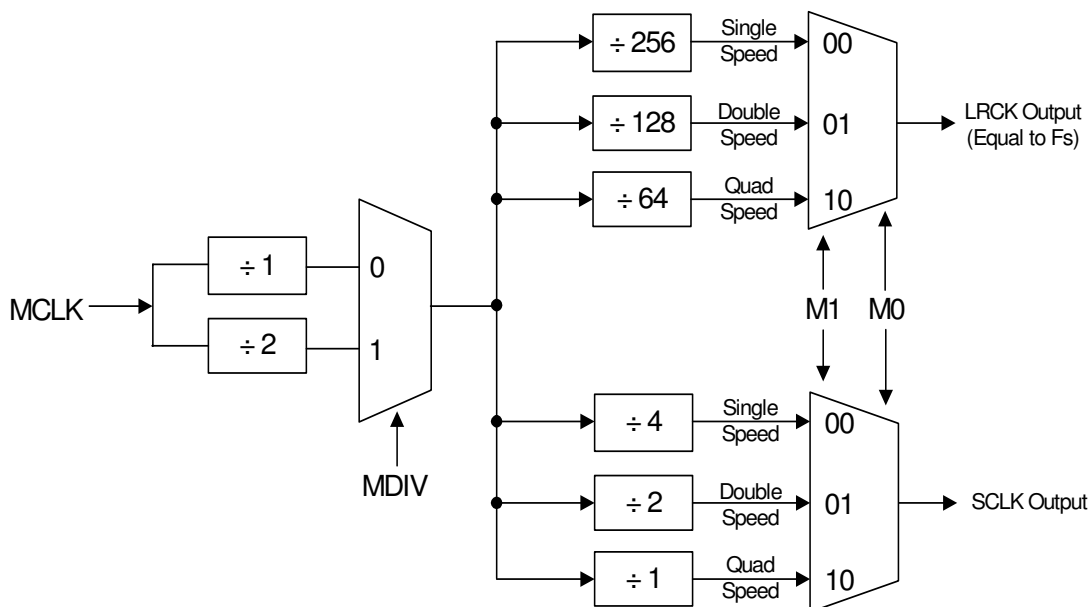 ÷ 256
Single
Speed
00
÷ 128
Double
Speed
01
LRCK Output
(Equal to Fs)
÷ 64
Quad
Speed
10
MCLK
÷ 1
0
÷ 2
1
MDIV
M1
M0
÷ 4
Single
Speed
00
÷ 2
Double
Speed
01
SCLK Output
÷ 1
Quad
Speed
10